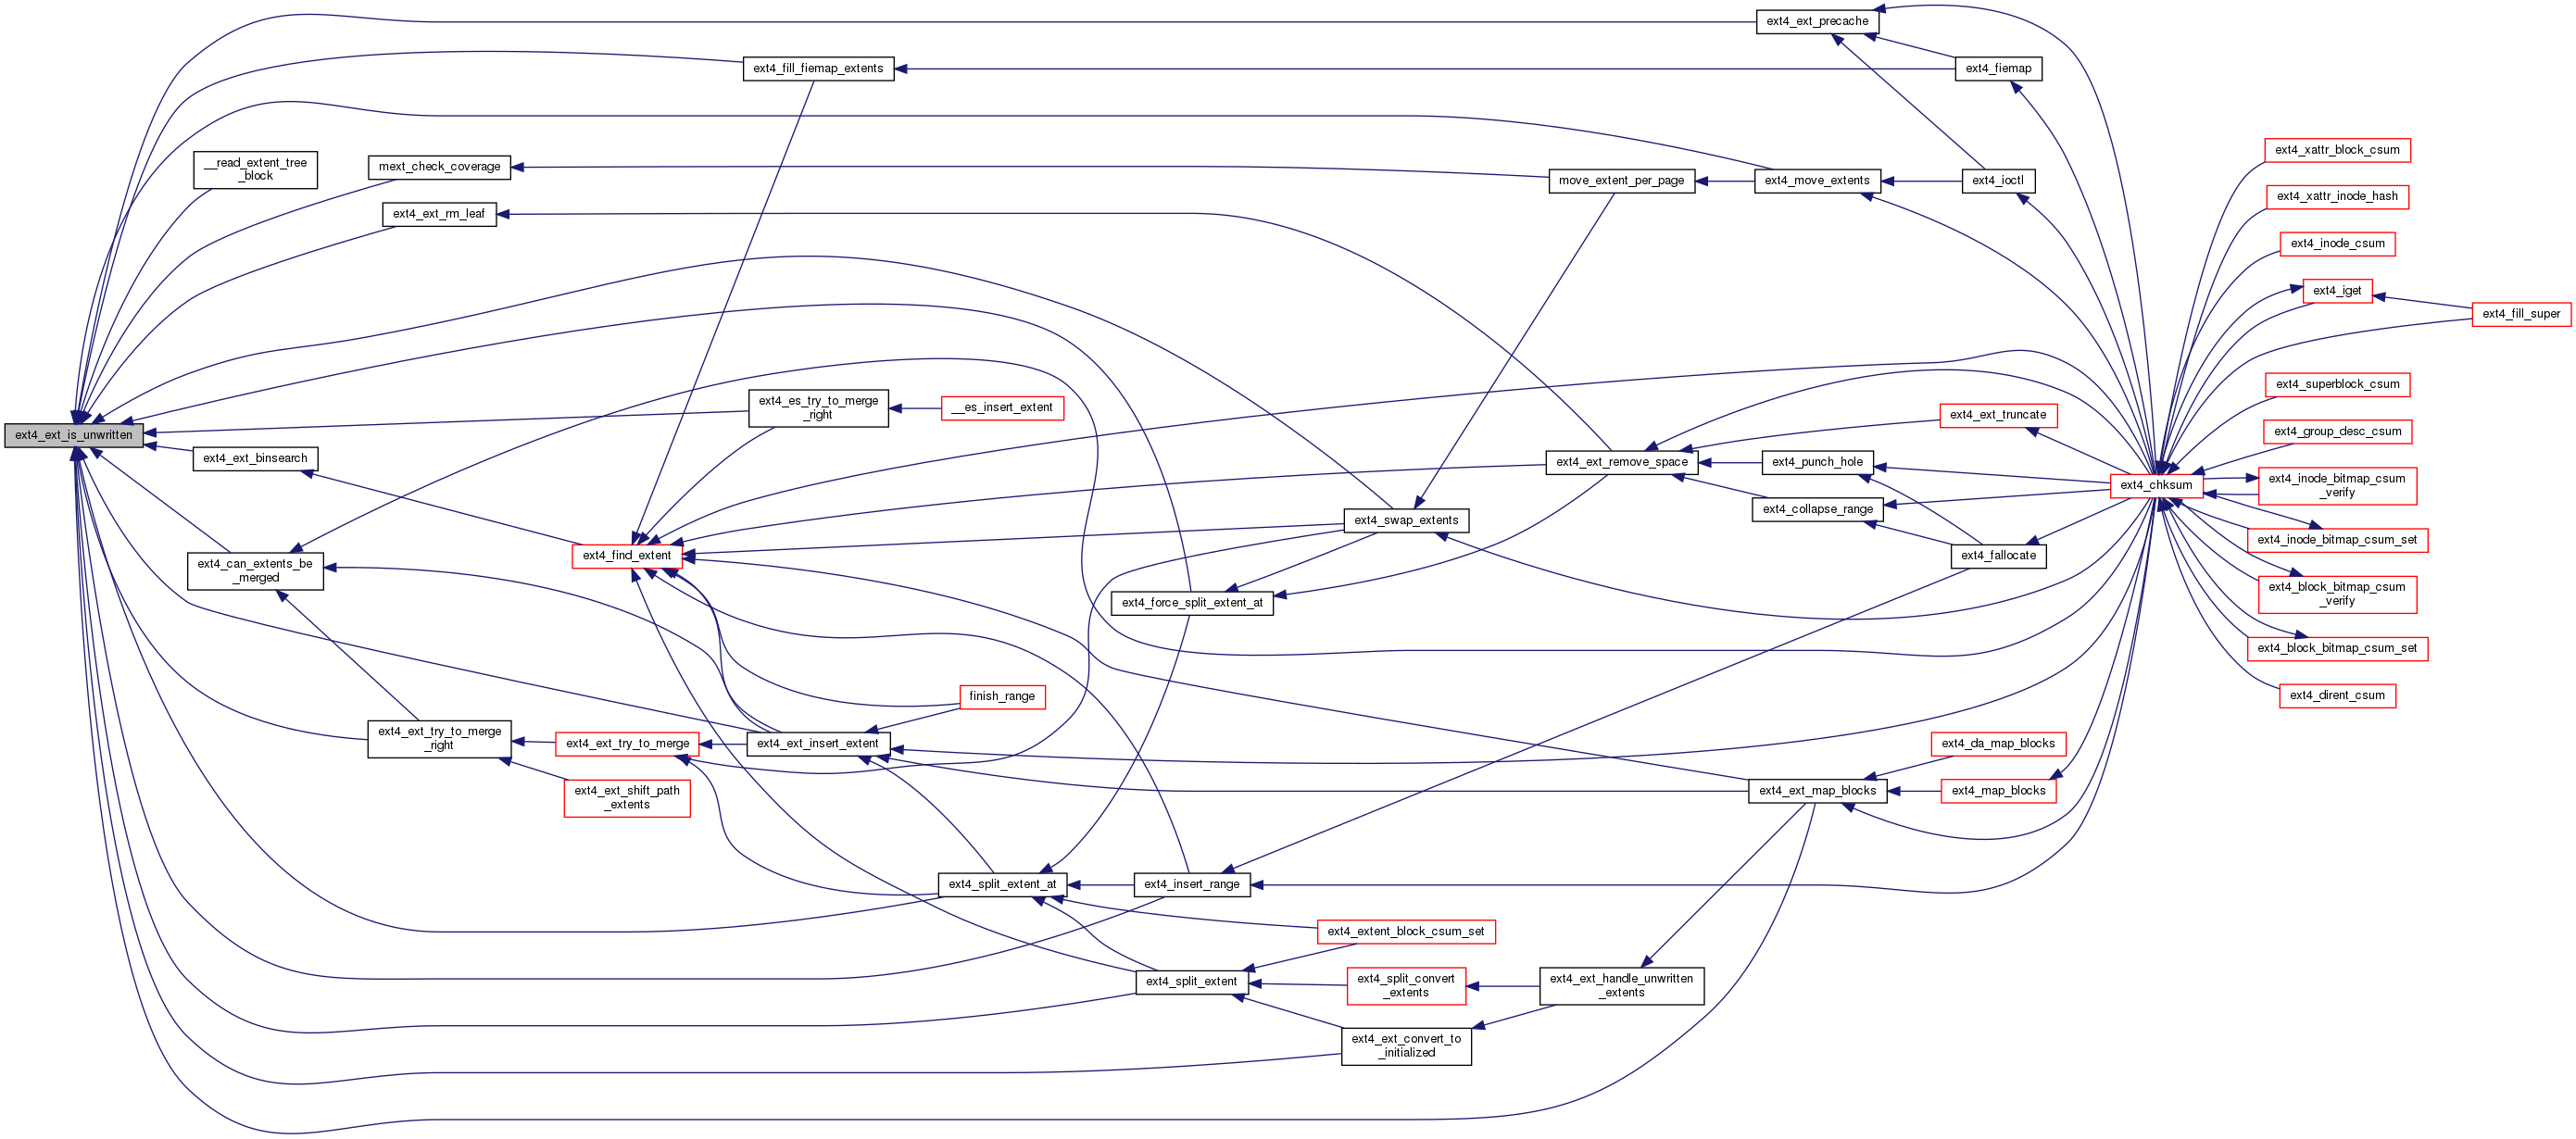 ext4_ext_is_unwritten
__read_extent_tree
_block
ext4_ext_binsearch
ext4_can_extents_be
_merged
mext_check_coverage
ext4_ext_rm_leaf
ext4_ext_try_to_merge
_right
ext4_find_extent
ext4_ext_try_to_merge
ext4_ext_shift_path
_extents
ext4_fill_fiemap_extents
ext4_es_try_to_merge
_right
ext4_ext_insert_extent
__es_insert_extent
finish_range
ext4_split_extent_at
ext4_force_split_extent_at
ext4_insert_range
ext4_split_extent
ext4_swap_extents
ext4_extent_block_csum_set
ext4_split_convert
_extents
ext4_ext_convert_to
_initialized
move_extent_per_page
ext4_ext_remove_space
ext4_ext_handle_unwritten
_extents
ext4_ext_precache
ext4_move_extents
ext4_punch_hole
ext4_collapse_range
ext4_ext_map_blocks
ext4_fiemap
ext4_ioctl
ext4_ext_truncate
ext4_fallocate
ext4_da_map_blocks
ext4_map_blocks
ext4_chksum
ext4_xattr_block_csum
ext4_xattr_inode_hash
ext4_inode_csum
ext4_iget
ext4_superblock_csum
ext4_group_desc_csum
ext4_inode_bitmap_csum
_verify
ext4_inode_bitmap_csum_set
ext4_block_bitmap_csum
_verify
ext4_block_bitmap_csum_set
ext4_dirent_csum
ext4_fill_super